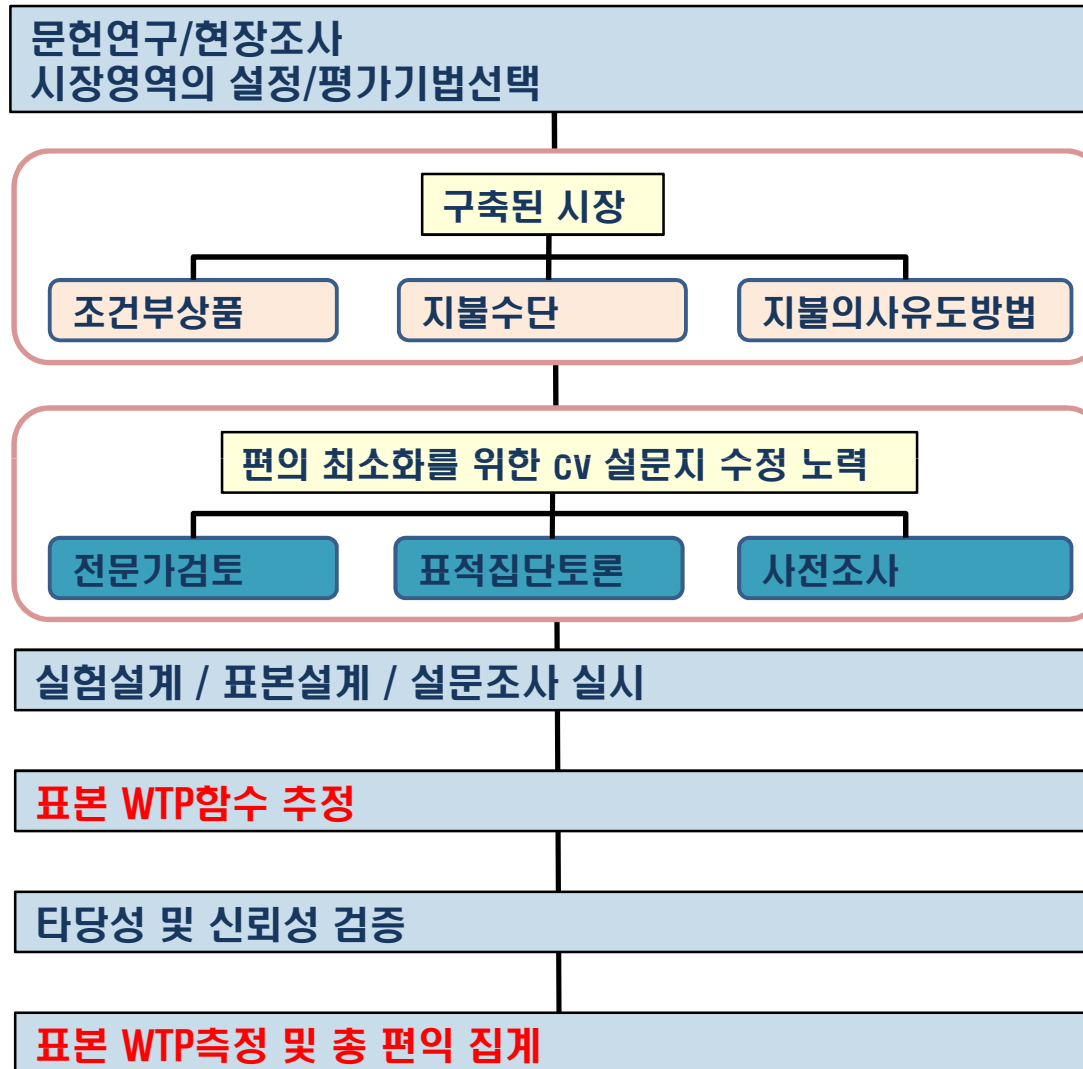 문헌연구/현장조사
시장영역의 설정/평가기법선택
구축된 시장
조건부상품
지불수단
지불의사유도방법
편의 최소화를 위한 CV 설문지 수정 노력
전문가검토
표적집단토론
사전조사
실험설계 / 표본설계 / 설문조사 실시
표본 WTP함수 추정
타당성 및 신뢰성 검증
표본 WTP측정 및 총 편익 집계